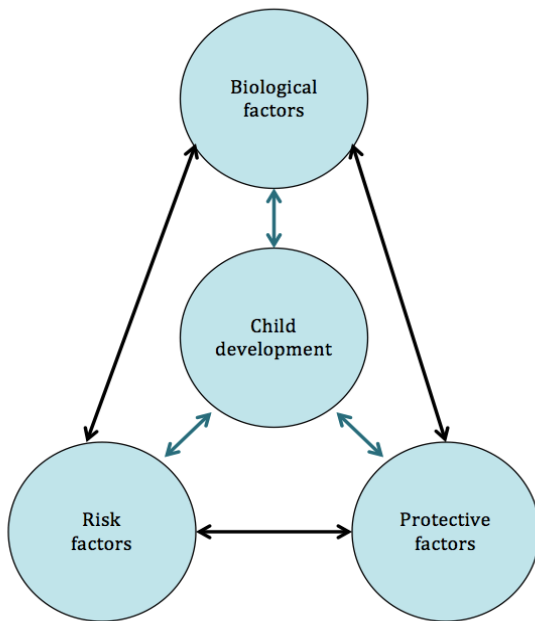 Biological
factors
Child
development
Risk
factors
Protective
factors